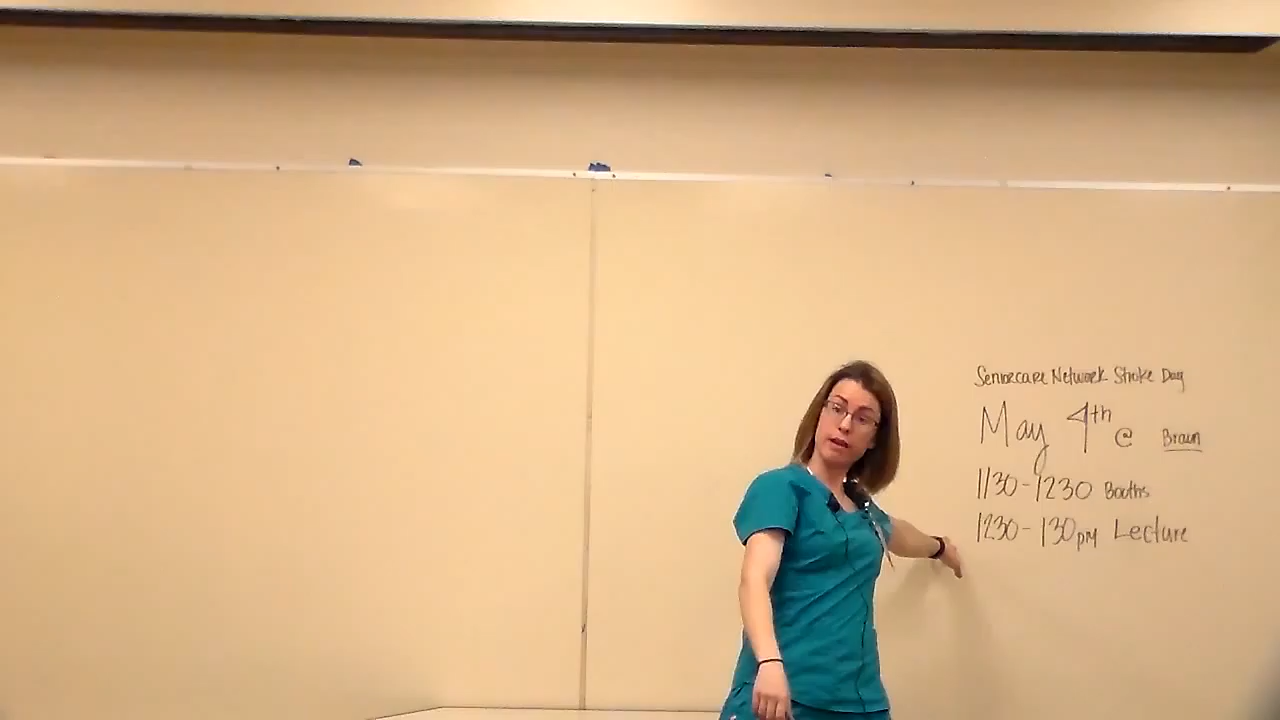 Seniorcare Network Stroke Day
May 4th @ Braun
1130-1230 Booths
1230-130pm Lecture